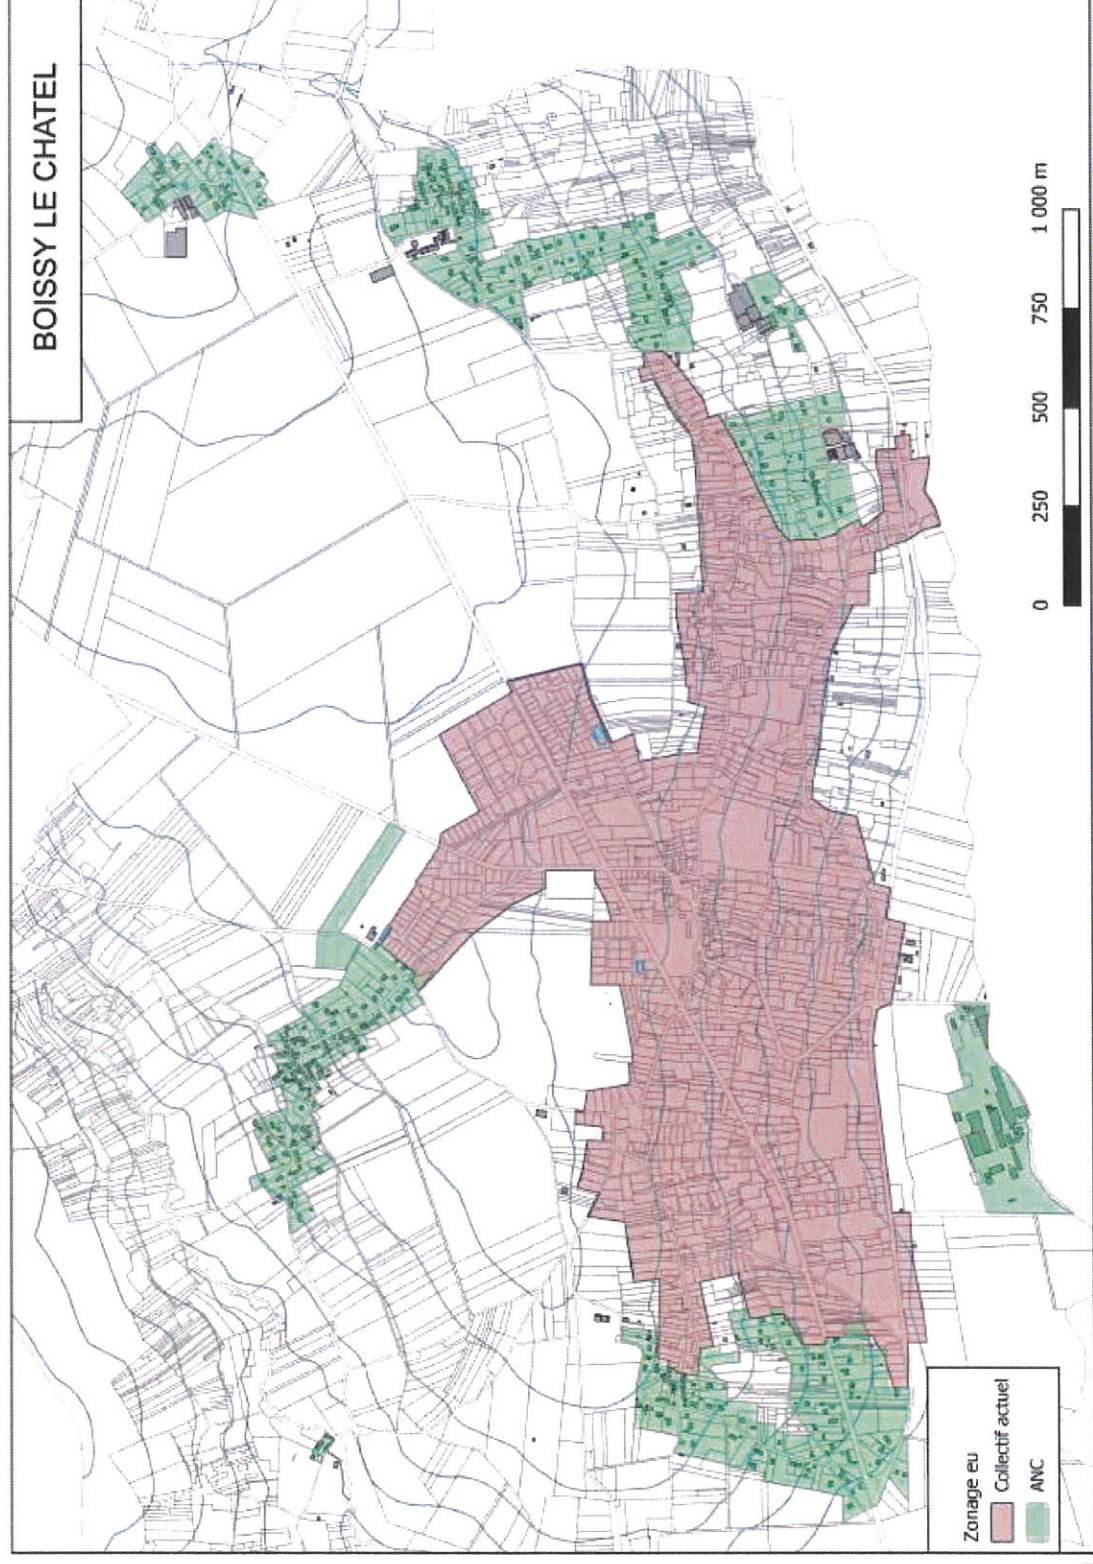 BOISSY LE CHATEL
0 250 500 750 1 000 m
Zonage eu
Collectif actuel
ANC